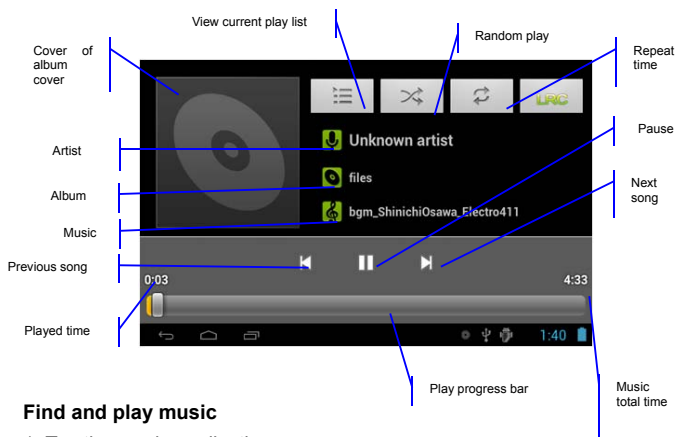 View current play list
Random play
Cover of
album
cover
Repeat
time
LRC
Pause
Unknown artist
Artist
files
Album
Next
song
bgm_ShinichiOsawa_Electro411
Music
Previous song
0:03
4:33
Played time
1:40
Play progress bar
Music
total time
Find and play music